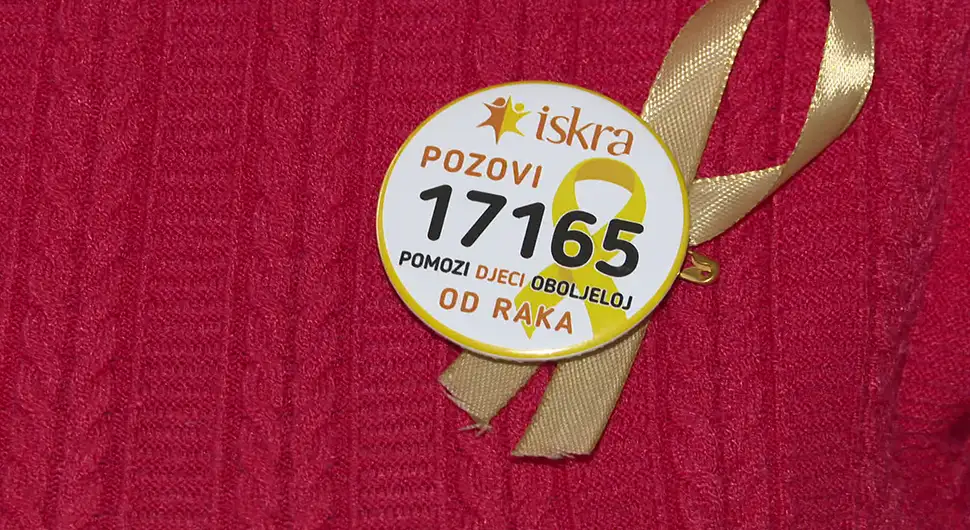 iskra
POZOVI
17165
POMOZI DJECI OBOLJELOJ
OD RAKA